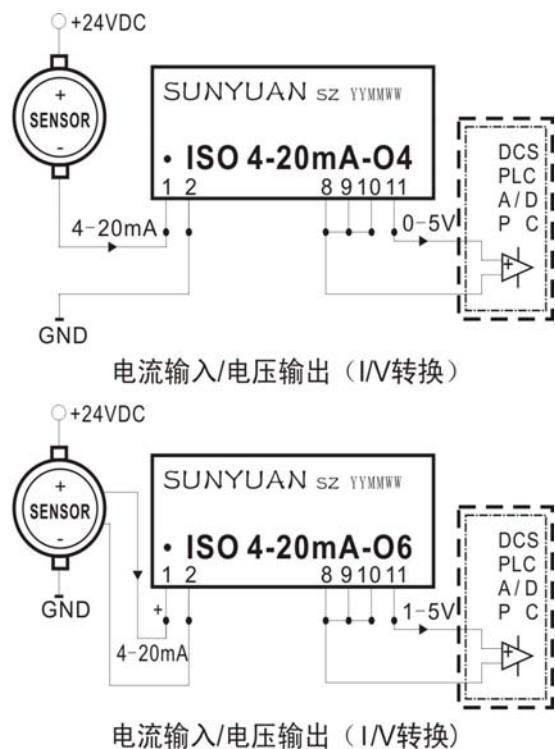 +24VDC
SUNYUAN SZ YYMMWW
+
SENSOR
-
· ISO 4-20mA-O4
1 2 8 9 10 11
4-20mA
0-5V
DCS
PLC
A/D
P C
+
GND
电流输入/电压输出（I/V转换）
+24VDC
SUNYUAN SZ YYMMWW
+
SENSOR
-
· ISO 4-20mA-O6
1 2 8 9 10 11
GND
+
4-20mA
1-5V
DCS
PLC
A/D
P C
+
电流输入/电压输出（I/V转换）